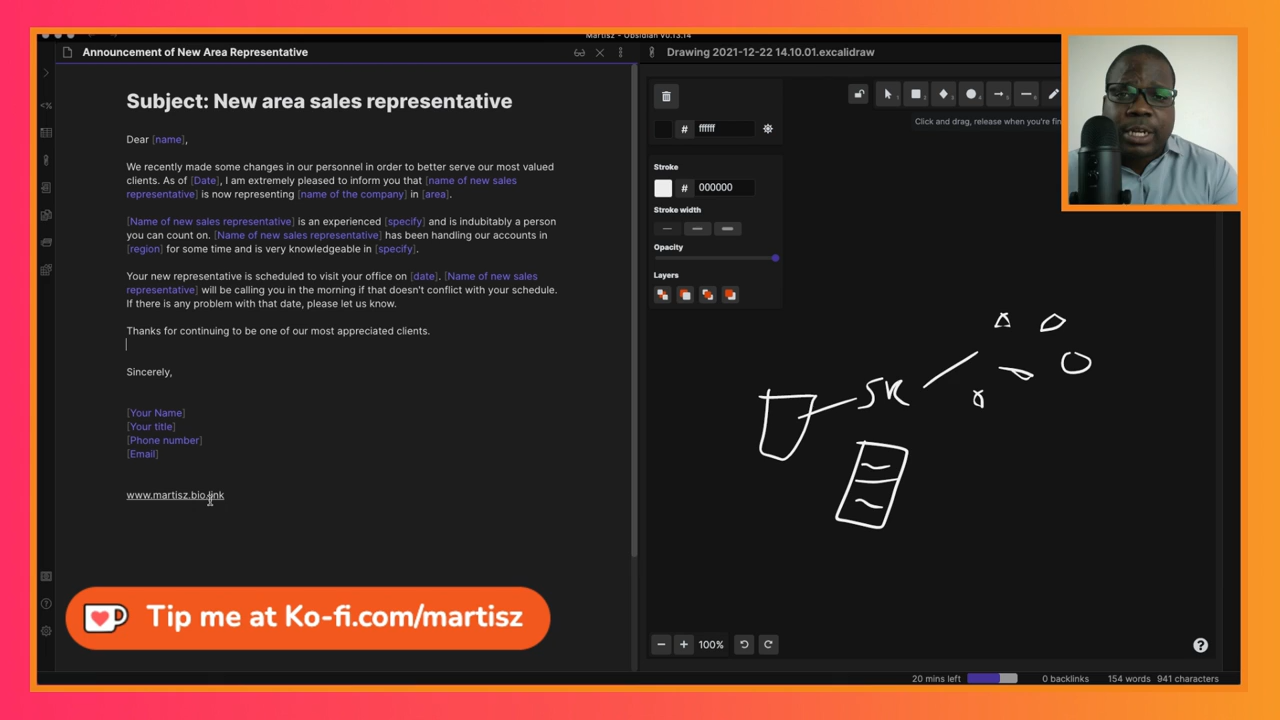 Martisz - Obsidian v0.13.14
Announcement of New Area Representative
Drawing 2021-12-22 14.10.01.excalidraw
Subject: New area sales representative
Dear [name],
We recently made some changes in our personnel in order to better serve our most valued
clients. As of [Date], I am extremely pleased to inform you that [name of new sales
representative] is now representing [name of the company] in [area].
[Name of new sales representative] is an experienced [specify] and is indubitably a person
you can count on. [Name of new sales representative] has been handling our accounts in
[region] for some time and is very knowledgeable in [specify].
Your new representative is scheduled to visit your office on [date]. [Name of new sales
representative] will be calling you in the morning if that doesn't conflict with your schedule.
If there is any problem with that date, please let us know.
Thanks for continuing to be one of our most appreciated clients.
Sincerely,
[Your Name]
[Your title]
[Phone number]
[Email]
www.martisz.bio.link
Tip me at Ko-fi.com/martisz
# ffffff
Stroke
# 000000
Stroke width
Opacity
Layers
Click and drag, release when you're fin
SR
100%
20 mins left
0 backlinks
154 words
941 characters